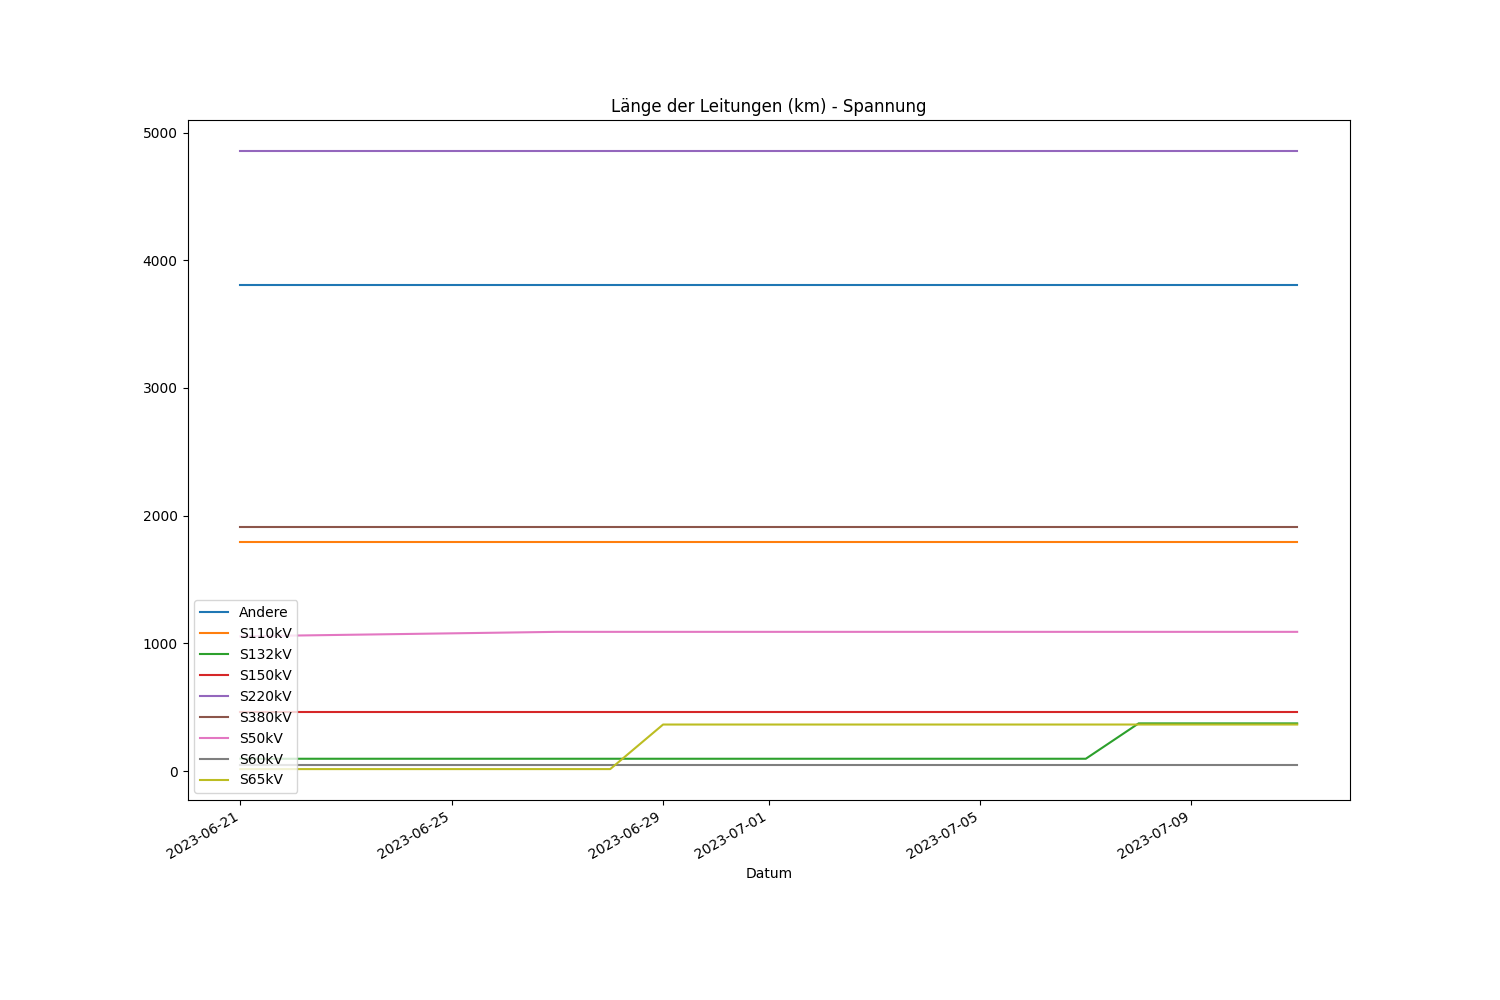 Länge der Leitungen (km) - Spannung
5000
4000
3000
2000
1000
0
Andere
S110kV
S132kV
S150kV
S220kV
S380kV
S50kV
S60kV
S65kV
2023-06-21
2023-06-25
2023-06-29
2023-07-01
2023-07-05
2023-07-09
Datum